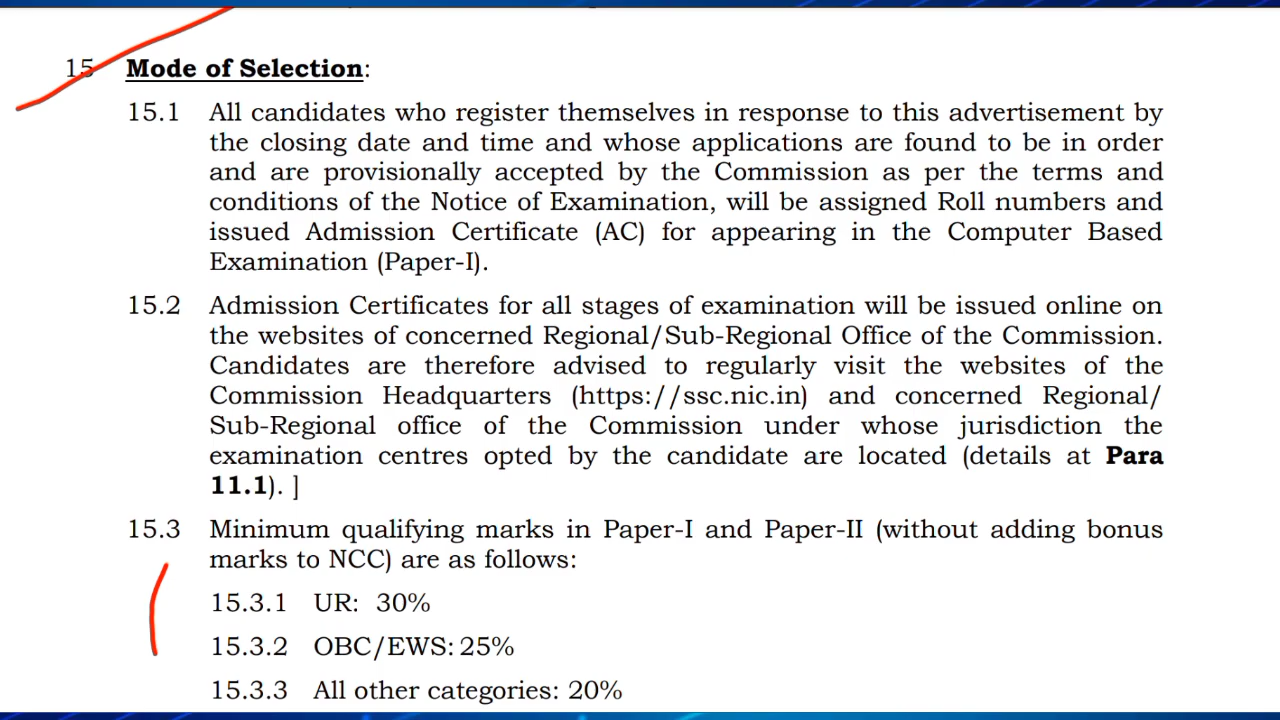 15 Mode of Selection:
15.1 All candidates who register themselves in response to this advertisement by
the closing date and time and whose applications are found to be in order
and are provisionally accepted by the Commission as per the terms and
conditions of the Notice of Examination, will be assigned Roll numbers and
issued Admission Certificate (AC) for appearing in the Computer Based
Examination (Paper-I).
15.2 Admission Certificates for all stages of examination will be issued online on
the websites of concerned Regional/Sub-Regional Office of the Commission.
Candidates are therefore advised to regularly visit the websites of the
Commission Headquarters (https://ssc.nic.in) and concerned Regional/
Sub-Regional office of the Commission under whose jurisdiction the
examination centres opted by the candidate are located (details at Para
11.1). ]
15.3 Minimum qualifying marks in Paper-I and Paper-II (without adding bonus
marks to NCC) are as follows:
15.3.1 UR: 30%
15.3.2 OBC/EWS: 25%
15.3.3 All other categories: 20%